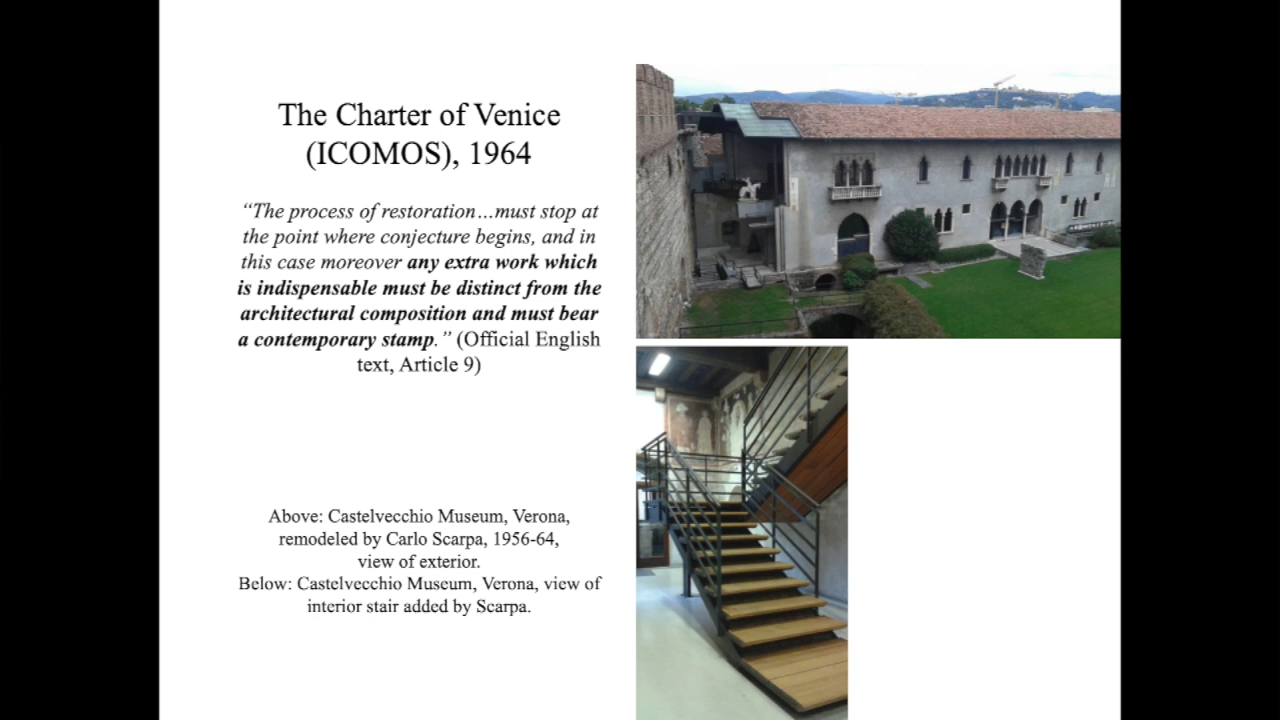 The Charter of Venice
(ICOMOS), 1964
“The process of restoration…must stop at
the point where conjecture begins, and in
this case moreover any extra work which
is indispensable must be distinct from the
architectural composition and must bear
a contemporary stamp.” (Official English
text, Article 9)
Above: Castelvecchio Museum, Verona,
remodeled by Carlo Scarpa, 1956-64,
view of exterior.
Below: Castelvecchio Museum, Verona, view of
interior stair added by Scarpa.